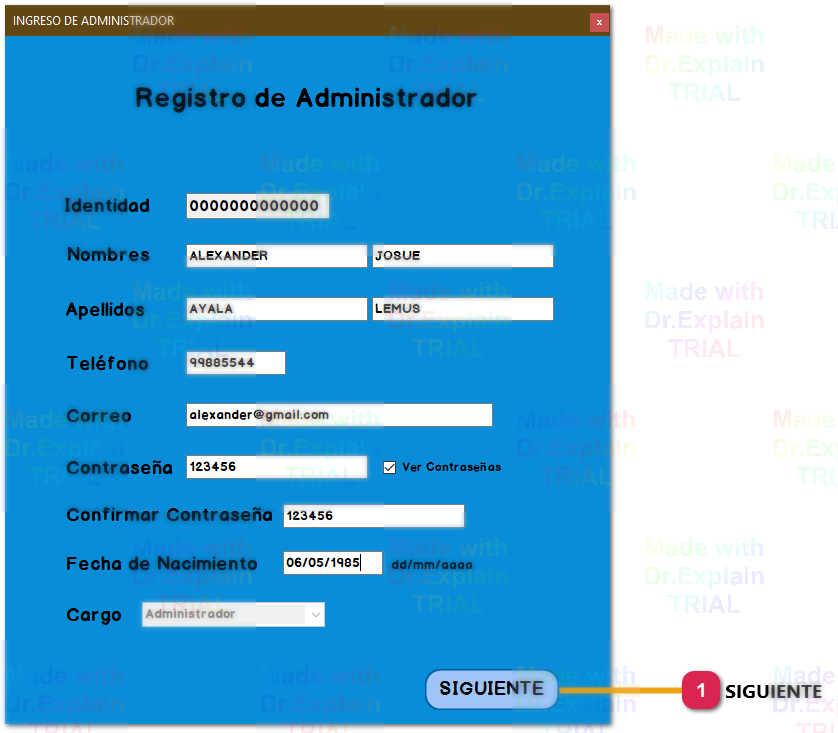 INGRESO DE ADMINISTRADOR
x
Registro de Administrador
Identidad 0000000000000
Nombres ALEXANDER JOSUE
Apellidos AYALA LEMUS
Teléfono 99885544
Correo alexander@gmail.com
Contraseña 123456 Ver Contraseñas
Confirmar Contraseña 123456
Fecha de Nacimiento 06/05/1985 dd/mm/aaaa
Cargo Administrador
SIGUIENTE 1 SIGUIENTE
Made with
Dr.Explain
TRIAL